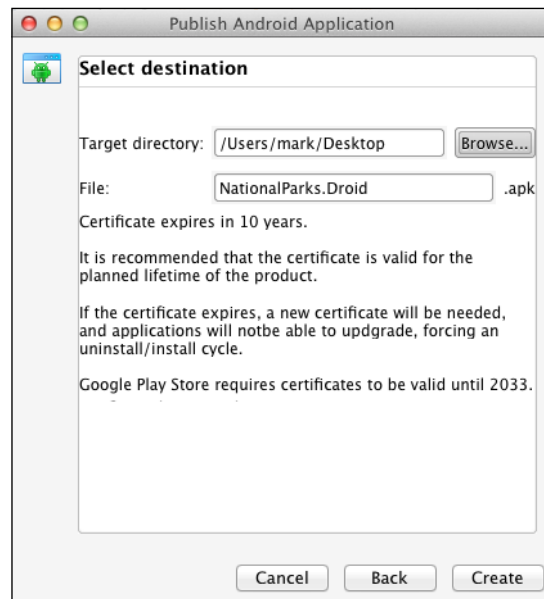 Publish Android Application
Select destination
Target directory: /Users/mark/Desktop Browse...
File: NationalParks.Droid .apk
Certificate expires in 10 years.
It is recommended that the certificate is valid for the
planned lifetime of the product.
If the certificate expires, a new certificate will be needed,
and applications will notbe able to updgrade, forcing an
uninstall/install cycle.
Google Play Store requires certificates to be valid until 2033.
Cancel Back Create